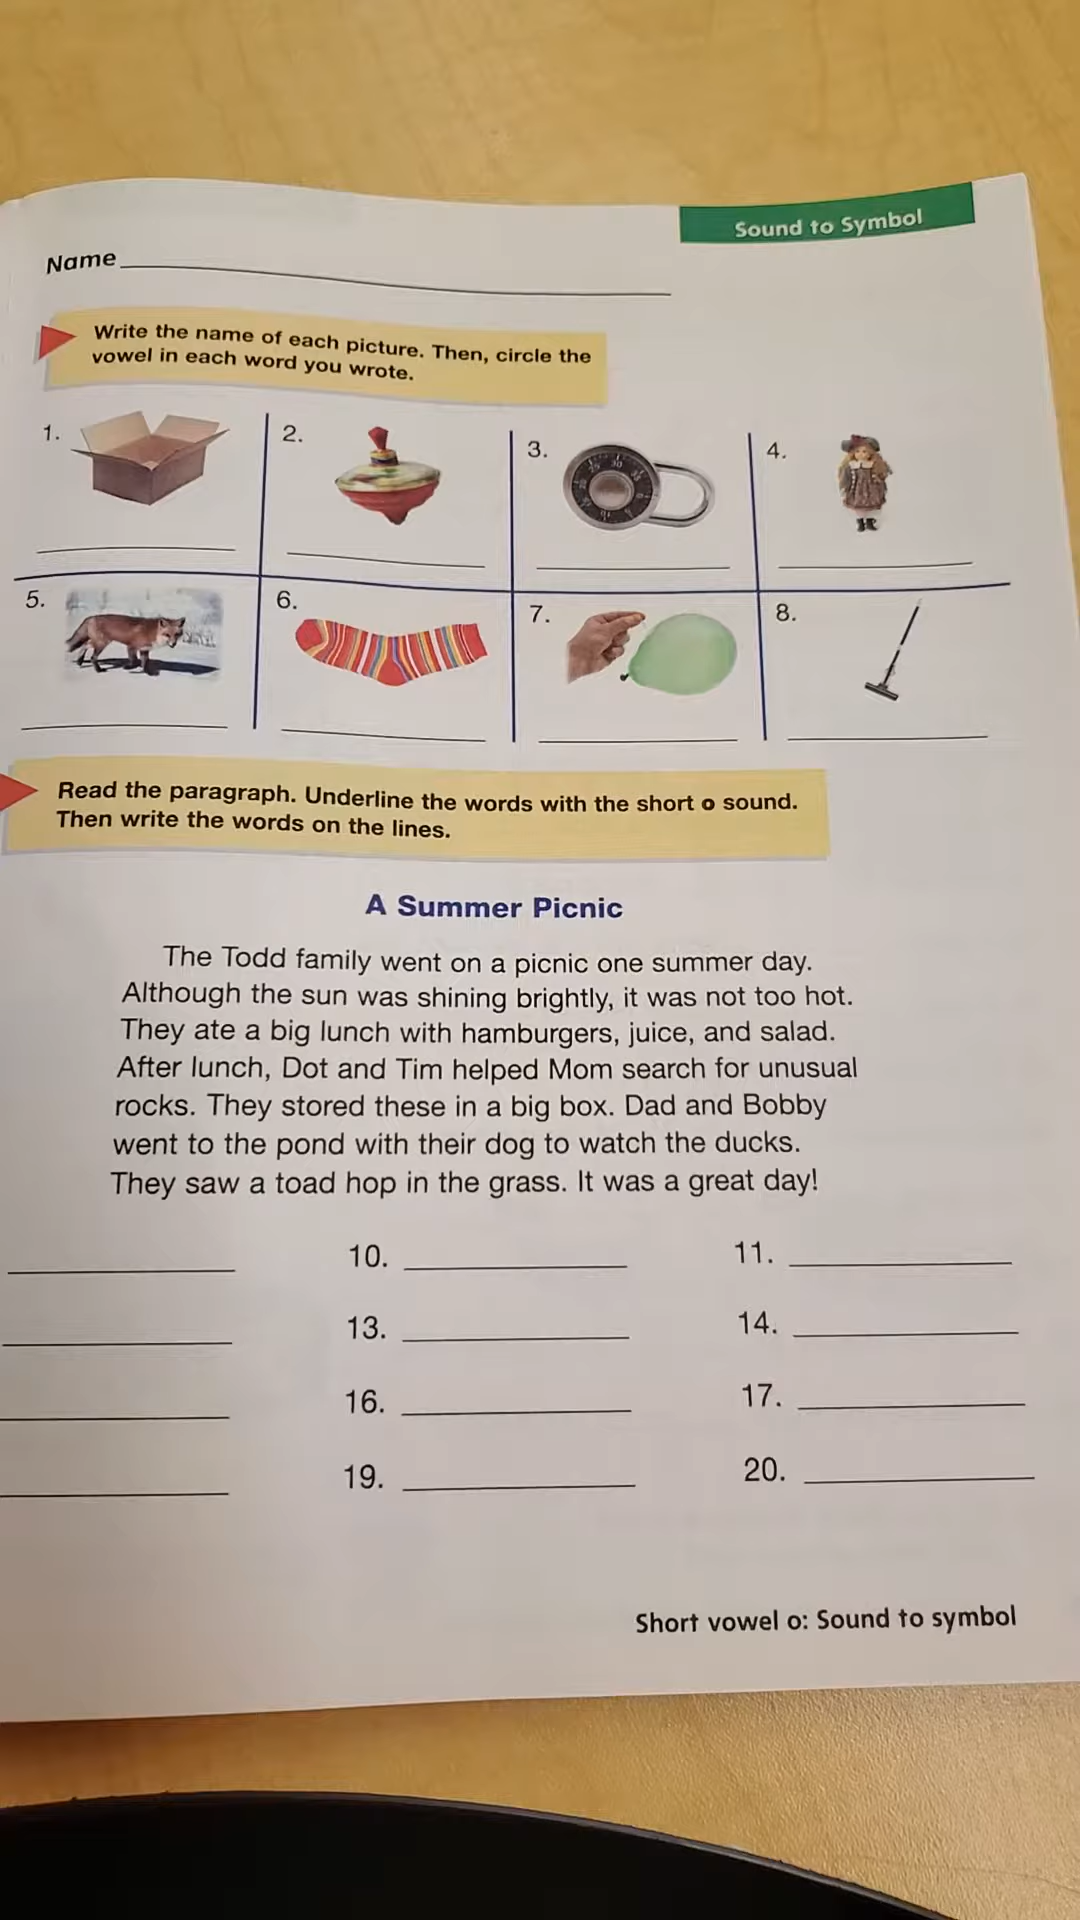 Sound to Symbol
Name
Write the name of each picture. Then, circle the
vowel in each word you wrote.
1.
2.
3.
4.
5.
6.
7.
8.
Read the paragraph. Underline the words with the short o sound.
Then write the words on the lines.
A Summer Picnic
The Todd family went on a picnic one summer day.
Although the sun was shining brightly, it was not too hot.
They ate a big lunch with hamburgers, juice, and salad.
After lunch, Dot and Tim helped Mom search for unusual
rocks. They stored these in a big box. Dad and Bobby
went to the pond with their dog to watch the ducks.
They saw a toad hop in the grass. It was a great day!
10.
11.
13.
14.
16.
17.
19.
20.
Short vowel o: Sound to symbol